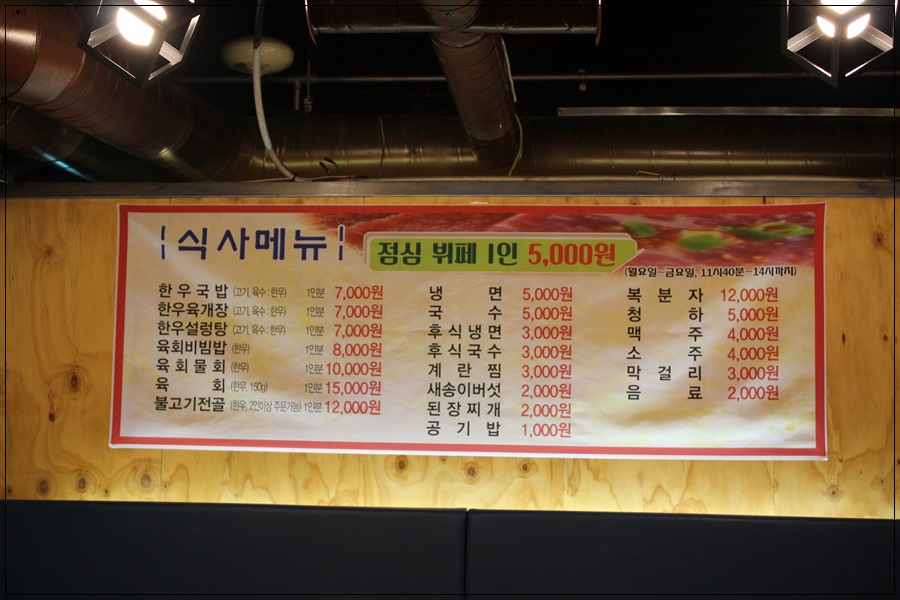 LOVE
식사메뉴
점심 뷔페 1인 5,000원
(월요일-금요일, 11시40분-14시까지)
한우국밥 (고기, 육수 : 한우) 1인분 7,000원
한우육개장 (고기, 육수 : 한우) 1인분 7,000원
한우설렁탕 (고기, 육수 : 한우) 1인분 7,000원
육회비빔밥 (한우) 1인분 8,000원
육회물회 (한우) 1인분 10,000원
육회 (한우, 150g) 1인분 15,000원
불고기전골 (한우, 2인이상 주문가능) 1인분 12,000원
냉면 5,000원
국수 5,000원
후식냉면 3,000원
후식국수 3,000원
계란찜 3,000원
새송이버섯 2,000원
된장찌개 2,000원
공기밥 1,000원
복분자 12,000원
청하 5,000원
맥주 4,000원
소주 4,000원
막걸리 3,000원
음료 2,000원